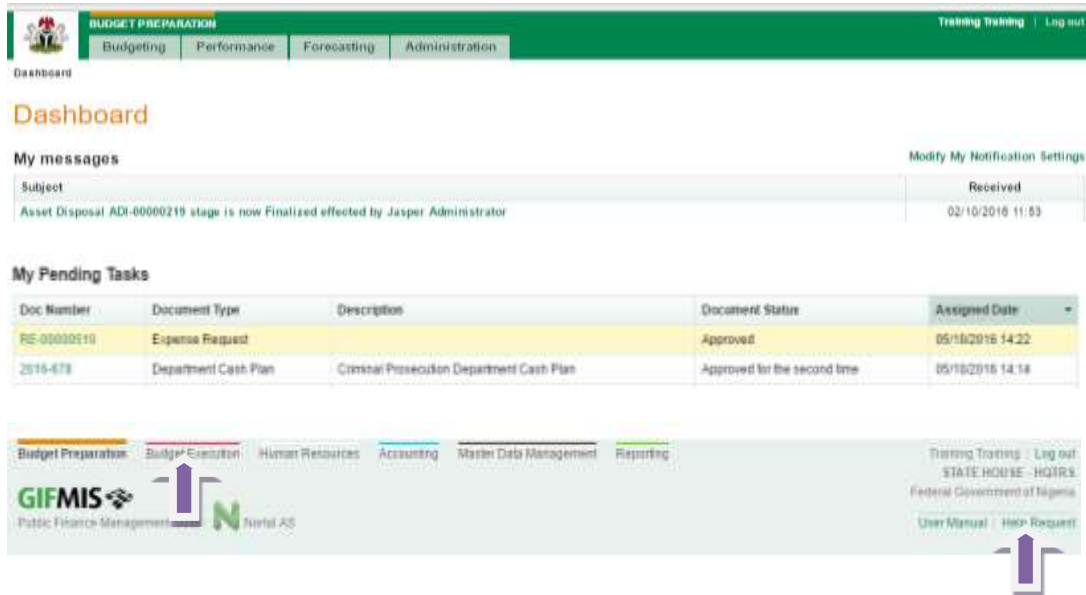 BUDGET PREPARATION
Training Training | Log out
Budgeting Performance Forecasting Administration
Dashboard
Dashboard
My messages
Modify My Notification Settings
Subject Received
Asset Disposal ADI-00000219 stage is now Finalized effected by Jasper Administrator 02/10/2016 11:53
My Pending Tasks
Doc Number Document Type Description Document Status Assigned Date
Expense Request Approved 05/10/2016 14:22
2016-678 Department Cash Plan Criminal Prosecution Department Cash Plan Approved for the second time 05/10/2016 14:14
Budget Preparation Budget Execution Human Resources Accounting Master Data Management Reporting
Training Training | Log out
STATE HOUSE - HQTRS
Federal Government of Nigeria
GIFMIS
Public Finance Management
Nortal AS
User Manual | Help Request